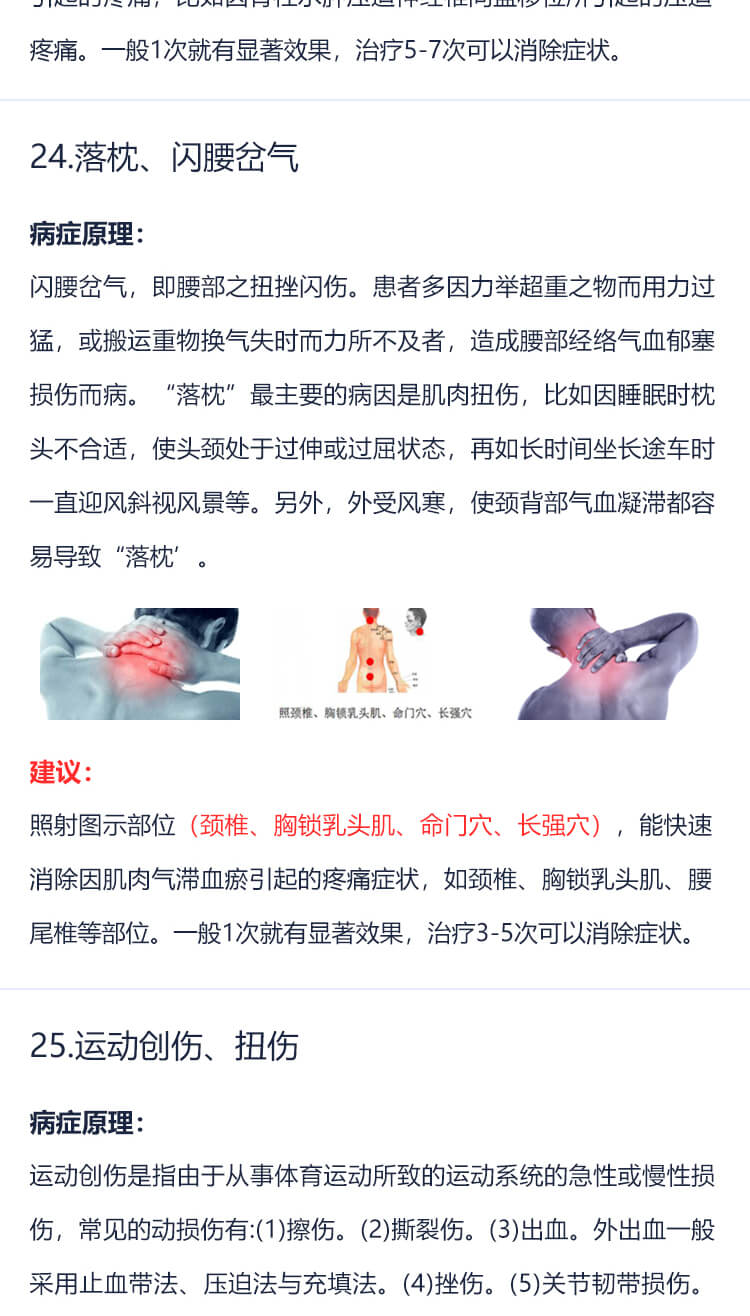 疼痛。一般1次就有显著效果，治疗5-7次可以消除症状。
24.落枕、闪腰岔气
病症原理：
闪腰岔气，即腰部之扭挫闪伤。患者多因力举超重之物而用力过
猛，或搬运重物换气失时而力所不及者，造成腰部经络气血郁塞
损伤而病。“落枕”最主要的病因是肌肉扭伤，比如因睡眠时枕
头不合适，使头颈处于过伸或过屈状态，再如长时间坐长途车时
一直迎风斜视风景等。另外，外受风寒，使颈背部气血凝滞都容
易导致“落枕’。
照颈椎、胸锁乳头肌、命门穴、长强穴
建议：
照射图示部位（颈椎、胸锁乳头肌、命门穴、长强穴），能快速
消除因肌肉气滞血瘀引起的疼痛症状，如颈椎、胸锁乳头肌、腰
尾椎等部位。一般1次就有显著效果，治疗3-5次可以消除症状。
25.运动创伤、扭伤
病症原理：
运动创伤是指由于从事体育运动所致的运动系统的急性或慢性损
伤，常见的动损伤有:(1)擦伤。(2)撕裂伤。(3)出血。外出血一般
采用止血带法、压迫法与充填法。(4)挫伤。(5)关节韧带损伤。